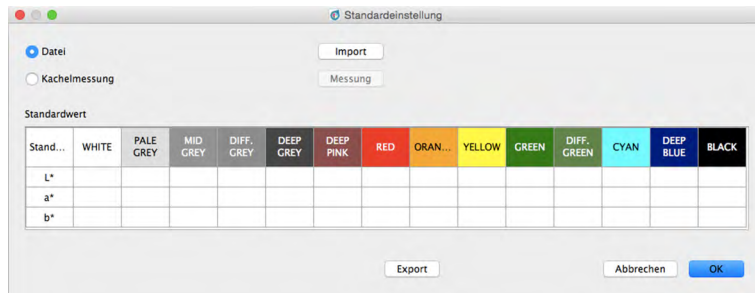 Standardeinstellung
Datei
Import
Kachelmessung
Messung
Standardwert
Stand... WHITE PALE GREY MID GREY DIFF. GREY DEEP GREY DEEP PINK RED ORAN... YELLOW GREEN DIFF. GREEN CYAN DEEP BLUE BLACK
L*
a*
b*
Export
Abbrechen
OK